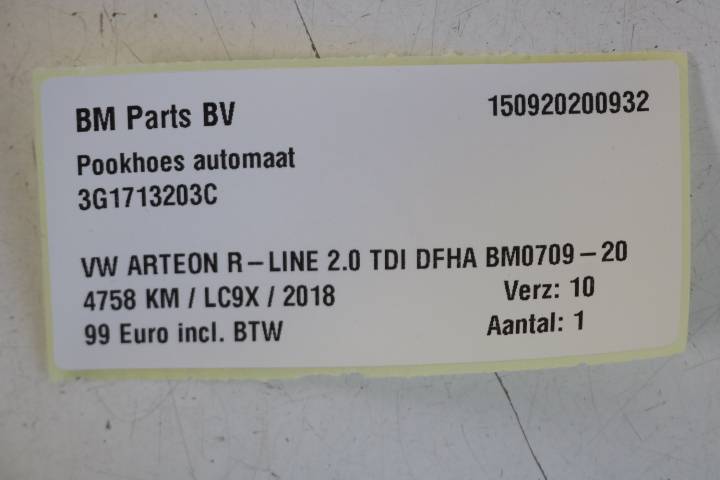 BM Parts BV 150920200932
Pookhoes automaat
3G1713203C
VW ARTEON R-LINE 2.0 TDI DFHA BM0709-20
4758 KM / LC9X / 2018 Verz: 10
99 Euro incl. BTW Aantal: 1